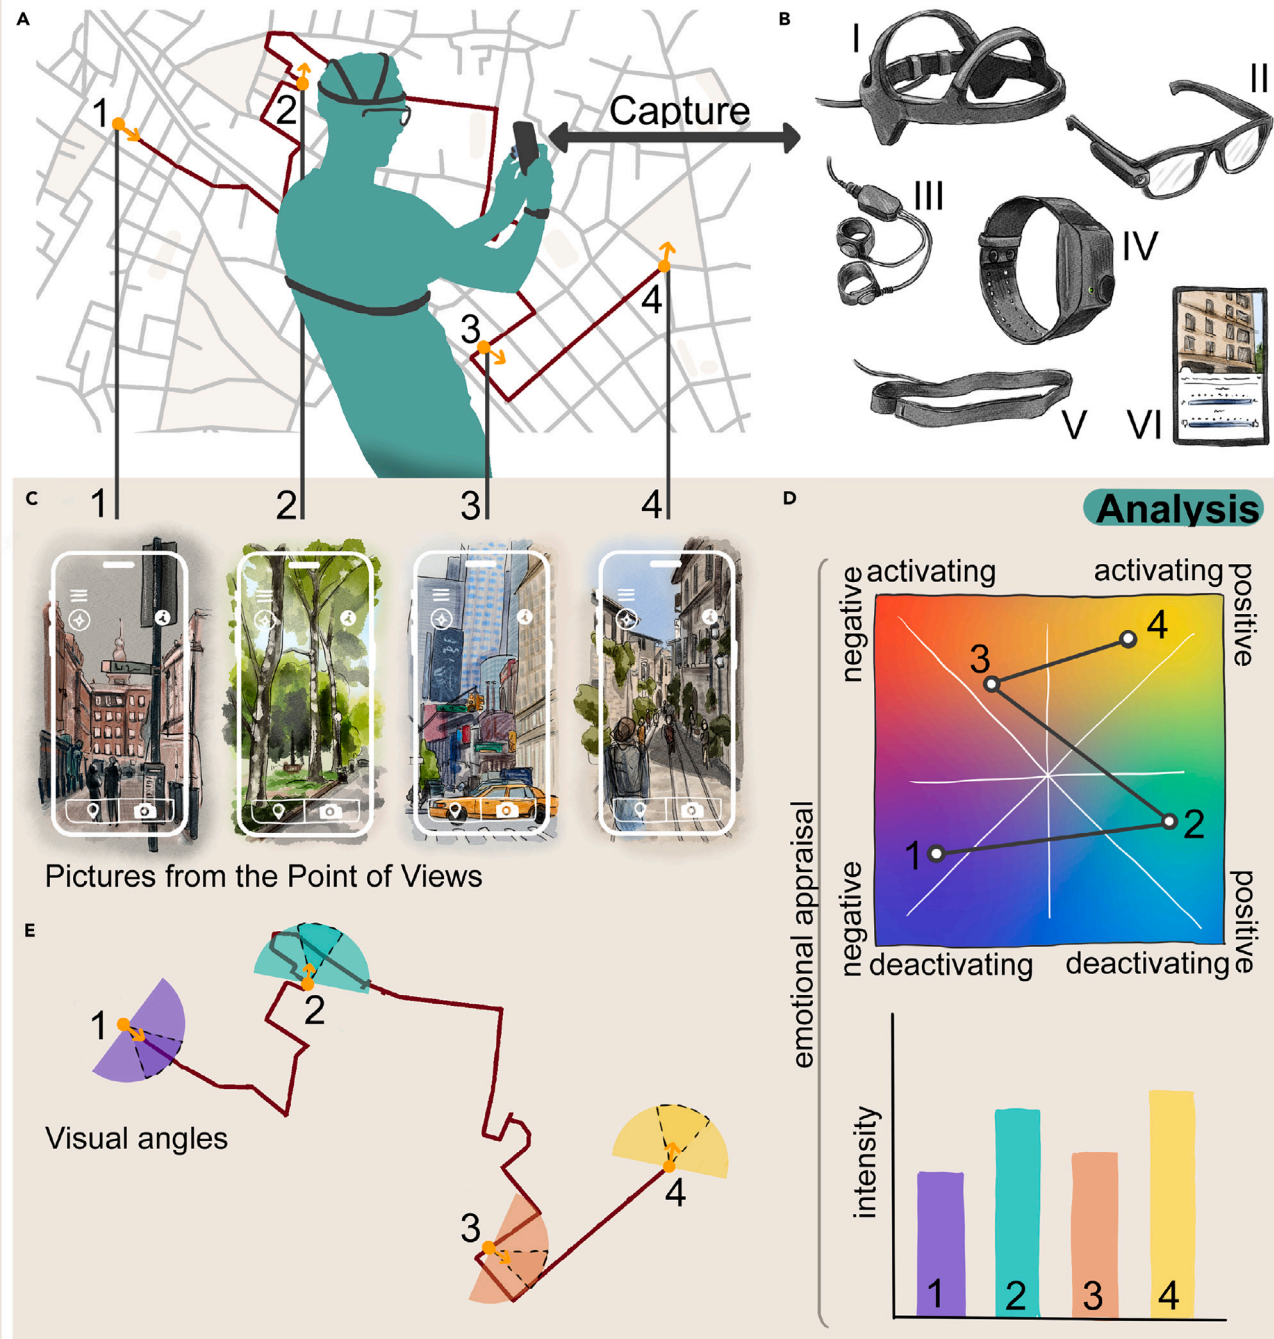 A
1
2
3
4
Capture
B
I
II
III
IV
V
VI
C
1
2
3
4
Pictures from the Point of Views
D
Analysis
emotional appraisal
negative
activating
activating
positive
3
4
1
2
negative
deactivating
deactivating
positive
intensity
1
2
3
4
E
1
2
Visual angles
3
4